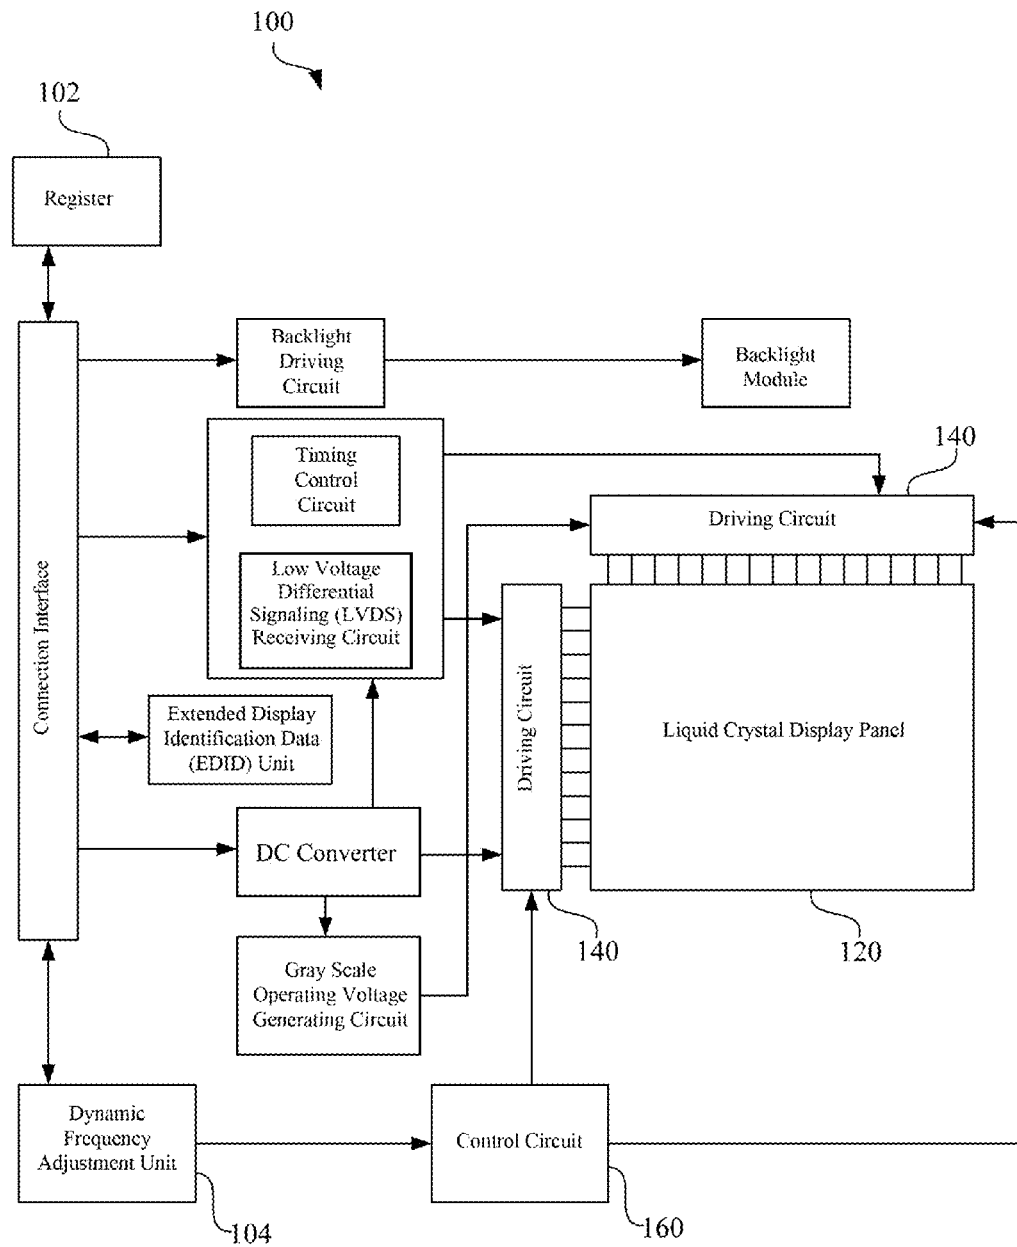 100
102
Register
Connection Interface
Backlight
Driving
Circuit
Backlight
Module
Timing
Control
Circuit
Low Voltage
Differential
Signaling (LVDS)
Receiving Circuit
140
Driving Circuit
Driving Circuit
Liquid Crystal Display Panel
Extended Display
Identification Data
(EDID) Unit
DC Converter
140
120
Gray Scale
Operating Voltage
Generating Circuit
Dynamic
Frequency
Adjustment Unit
Control Circuit
104
160